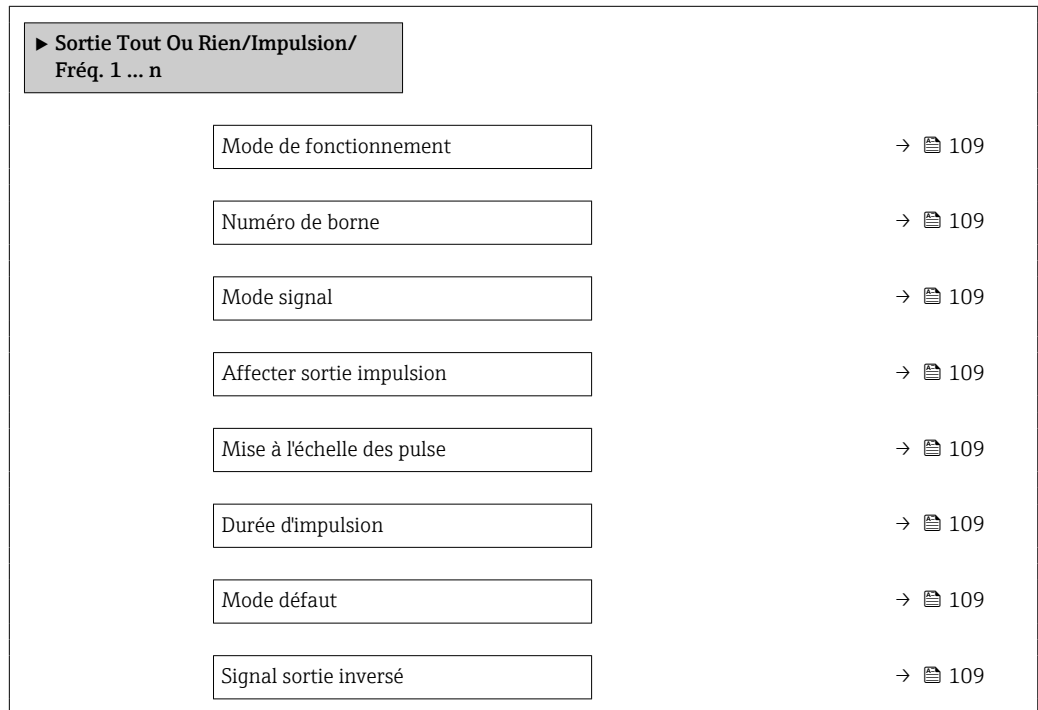 ▶ Sortie Tout Ou Rien/Impulsion/
Fréq. 1 … n
Mode de fonctionnement → 109
Numéro de borne → 109
Mode signal → 109
Affecter sortie impulsion → 109
Mise à l'échelle des pulse → 109
Durée d'impulsion → 109
Mode défaut → 109
Signal sortie inversé → 109